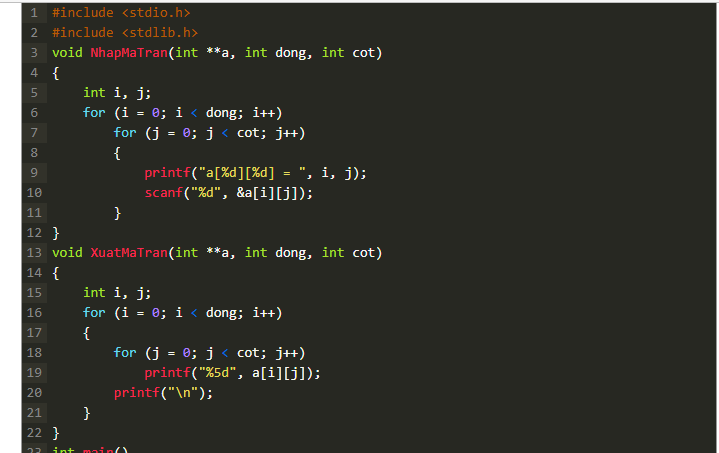 1 #include <stdio.h>
2 #include <stdlib.h>
3 void NhapMaTran(int **a, int dong, int cot)
4 {
5     int i, j;
6     for (i = 0; i < dong; i++)
7         for (j = 0; j < cot; j++)
8         {
9             printf("a[%d][%d] = ", i, j);
10             scanf("%d", &a[i][j]);
11         }
12 }
13 void XuatMaTran(int **a, int dong, int cot)
14 {
15     int i, j;
16     for (i = 0; i < dong; i++)
17     {
18         for (j = 0; j < cot; j++)
19             printf("%5d", a[i][j]);
20         printf("\n");
21     }
22 }
23 int main()